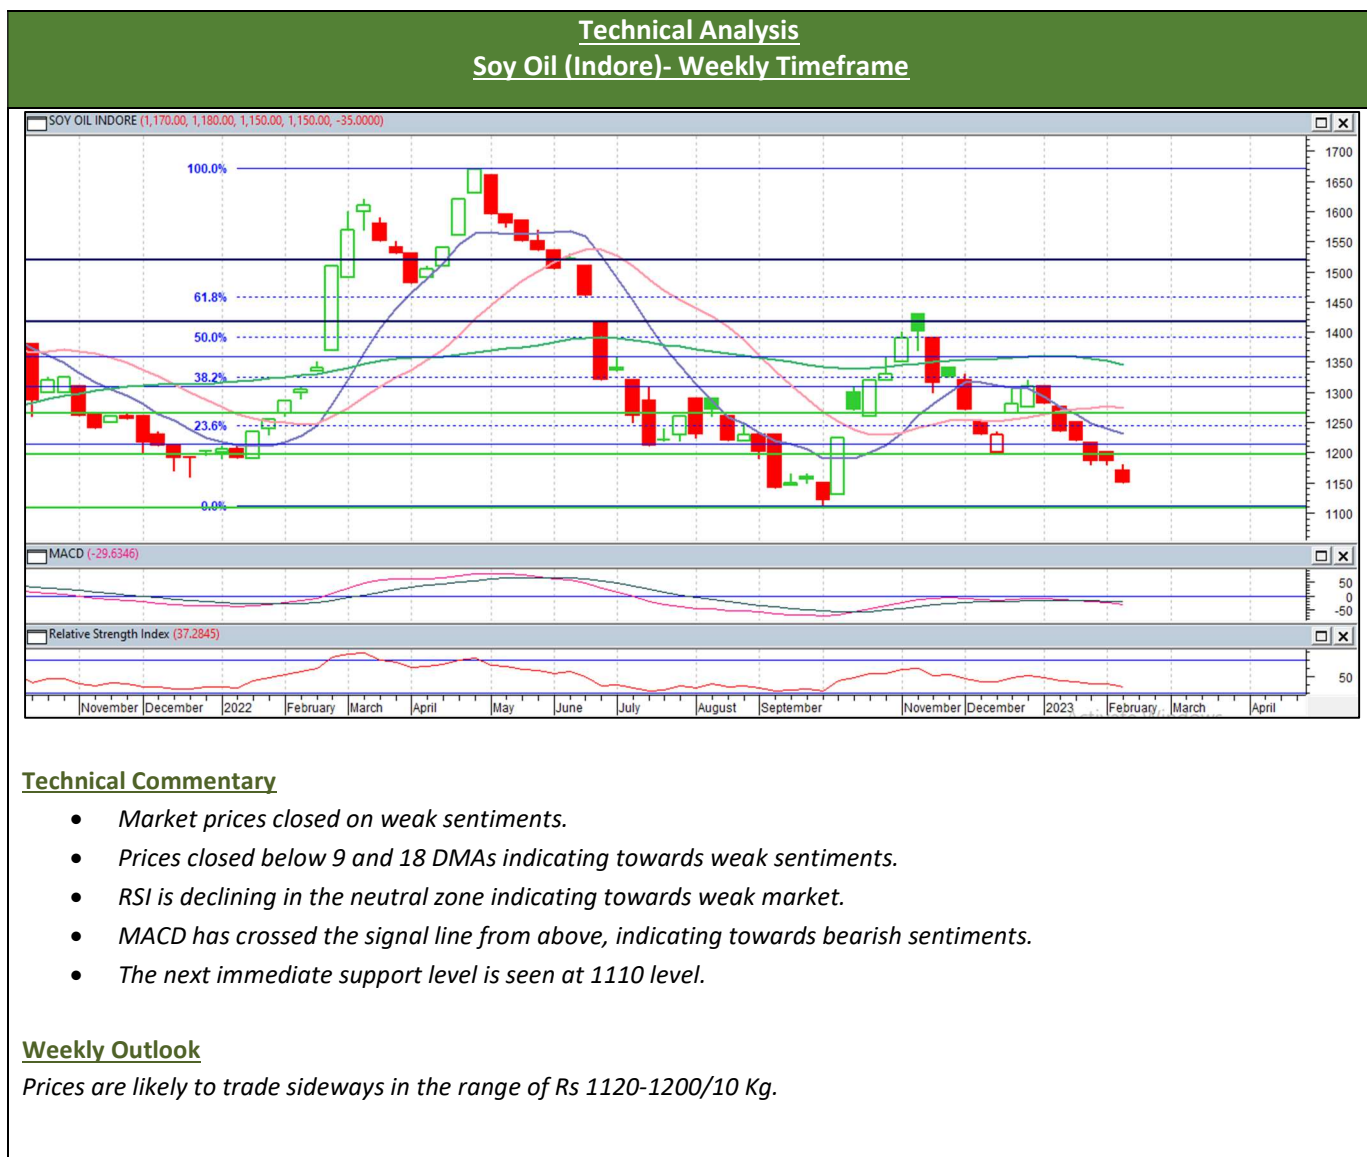 Technical Analysis
Soy Oil (Indore)- Weekly Timeframe
SOY OIL INDORE (1,170.00, 1,180.00, 1,150.00, 1,150.00, -35.0000)
100.0%
61.8%
50.0%
38.2%
23.6%
0.0%
1700
1650
1600
1550
1500
1450
1400
1350
1300
1250
1200
1150
1100
MACD (-29.6346)
50
0
-50
Relative Strength Index (37.2845)
50
November December 2022 February March April May June July August September November December 2023 February March April
Technical Commentary
• Market prices closed on weak sentiments.
• Prices closed below 9 and 18 DMAs indicating towards weak sentiments.
• RSI is declining in the neutral zone indicating towards weak market.
• MACD has crossed the signal line from above, indicating towards bearish sentiments.
• The next immediate support level is seen at 1110 level.
Weekly Outlook
Prices are likely to trade sideways in the range of Rs 1120-1200/10 Kg.